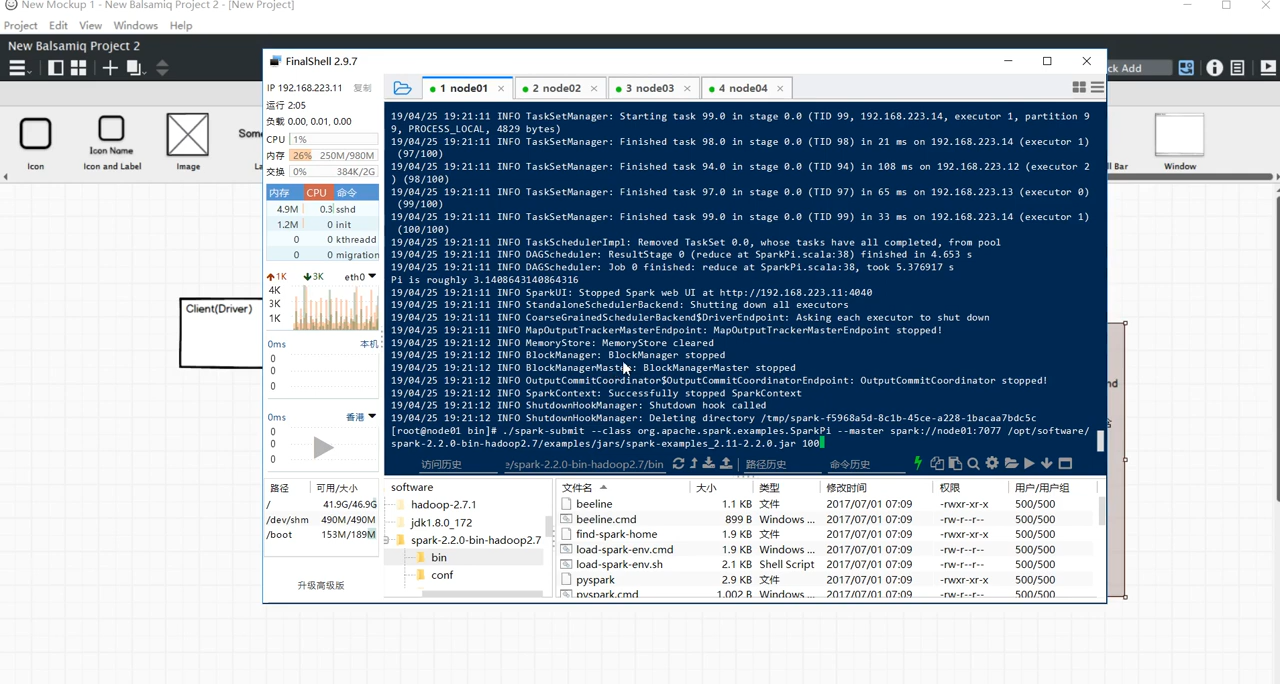 New Mockup 1 - New Balsamiq Project 2 - [New Project]
Project Edit View Windows Help
New Balsamiq Project 2
ck Add
Icon
Icon Name
Icon and Label
Image
Som
La
ll Bar
Window
Client(Driver)
nd
FinalShell 2.9.7
IP 192.168.223.11 复制
运行 2:05
负载 0.00, 0.01, 0.00
CPU 1%
内存 26% 250M/980M
交换 0% 384K/2G
内存 CPU 命令
4.9M 0.3 sshd
1.2M 0 init
0 0 kthreadd
0 0 migration
1K 3K eth0
4K
3K
1K
0ms 本机
0
0
0
0ms 香港
0
0
0
路径 可用/大小
/ 41.9G/46.9G
/dev/shm 490M/490M
/boot 153M/189M
升级高级版
1 node01
2 node02
3 node03
4 node04
19/04/25 19:21:11 INFO TaskSetManager: Starting task 99.0 in stage 0.0 (TID 99, 192.168.223.14, executor 1, partition 9
9, PROCESS_LOCAL, 4829 bytes)
19/04/25 19:21:11 INFO TaskSetManager: Finished task 98.0 in stage 0.0 (TID 98) in 21 ms on 192.168.223.14 (executor 1)
(97/100)
19/04/25 19:21:11 INFO TaskSetManager: Finished task 94.0 in stage 0.0 (TID 94) in 108 ms on 192.168.223.12 (executor 2
) (98/100)
19/04/25 19:21:11 INFO TaskSetManager: Finished task 97.0 in stage 0.0 (TID 97) in 65 ms on 192.168.223.13 (executor 0)
(99/100)
19/04/25 19:21:11 INFO TaskSetManager: Finished task 99.0 in stage 0.0 (TID 99) in 33 ms on 192.168.223.14 (executor 1)
(100/100)
19/04/25 19:21:11 INFO TaskSchedulerImpl: Removed TaskSet 0.0, whose tasks have all completed, from pool
19/04/25 19:21:11 INFO DAGScheduler: ResultStage 0 (reduce at SparkPi.scala:38) finished in 4.653 s
19/04/25 19:21:11 INFO DAGScheduler: Job 0 finished: reduce at SparkPi.scala:38, took 5.376917 s
Pi is roughly 3.1408643140864316
19/04/25 19:21:11 INFO SparkUI: Stopped Spark web UI at http://192.168.223.11:4040
19/04/25 19:21:11 INFO StandaloneSchedulerBackend: Shutting down all executors
19/04/25 19:21:11 INFO CoarseGrainedSchedulerBackend$DriverEndpoint: Asking each executor to shut down
19/04/25 19:21:11 INFO MapOutputTrackerMasterEndpoint: MapOutputTrackerMasterEndpoint stopped!
19/04/25 19:21:12 INFO MemoryStore: MemoryStore cleared
19/04/25 19:21:12 INFO BlockManager: BlockManager stopped
19/04/25 19:21:12 INFO BlockManagerMaster: BlockManagerMaster stopped
19/04/25 19:21:12 INFO OutputCommitCoordinator$OutputCommitCoordinatorEndpoint: OutputCommitCoordinator stopped!
19/04/25 19:21:12 INFO SparkContext: Successfully stopped SparkContext
19/04/25 19:21:12 INFO ShutdownHookManager: Shutdown hook called
19/04/25 19:21:12 INFO ShutdownHookManager: Deleting directory /tmp/spark-f5968a5d-8c1b-45ce-a228-1bacaa7bdc5c
[root@node01 bin]# ./spark-submit --class org.apache.spark.examples.SparkPi --master spark://node01:7077 /opt/software/
spark-2.2.0-bin-hadoop2.7/examples/jars/spark-examples_2.11-2.2.0.jar 100
访问历史 e/spark-2.2.0-bin-hadoop2.7/bin 路径历史 命令历史
software
hadoop-2.7.1
jdk1.8.0_172
spark-2.2.0-bin-hadoop2.7
bin
conf
文件名 大小 类型 修改时间 权限 用户/用户组
beeline 1.1 KB 文件 2017/07/01 07:09 -rwxr-xr-x 500/500
beeline.cmd 899 B Windows ... 2017/07/01 07:09 -rw-r--r-- 500/500
find-spark-home 1.9 KB 文件 2017/07/01 07:09 -rwxr-xr-x 500/500
load-spark-env.cmd 1.9 KB Windows ... 2017/07/01 07:09 -rw-r--r-- 500/500
load-spark-env.sh 2.1 KB Shell Script 2017/07/01 07:09 -rw-r--r-- 500/500
pyspark 2.9 KB 文件 2017/07/01 07:09 -rwxr-xr-x 500/500
pyspark.cmd 1,002 B Windows ... 2017/07/01 07:09 -rw-r--r-- 500/500